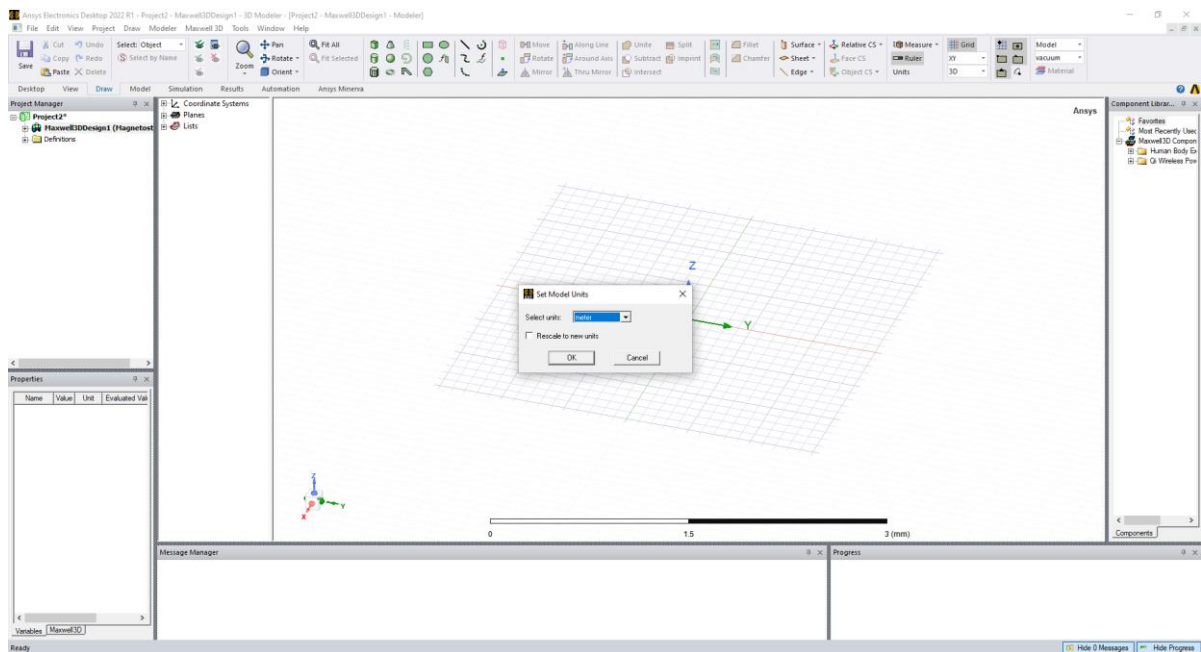 Ansys Electronics Desktop 2022 R1 - Project2 - Maxwell3DDesign1 - 3D Modeler - [Project2 - Maxwell3DDesign1 - Modeler]
File Edit View Project Draw Modeler Maxwell 3D Tools Window Help
Save
Cut Undo
Copy Redo
Paste Delete
Select: Object
Select by Name
Zoom
Pan
Rotate
Orient
Fit All
Fit Selected
Move Along Line
Rotate Around Axis
Mirror Thru Mirror
Unite Split
Subtract Imprint
Intersect
Fillet
Chamfer
Surface
Sheet
Edge
Relative CS
Face CS
Object CS
Measure
Ruler
Units
Grid
XY
3D
Model
vacuum
Material
Desktop View Draw Model Simulation Results Automation Ansys Minerva
Project Manager
Project2*
Maxwell3DDesign1 (Magnetost
Definitions
Coordinate Systems
Planes
Lists
Ansys
Component Librar...
Favorites
Most Recently Usec
Maxwell3D Compon
Human Body E
Qi Wireless Pow
Z
Y
Set Model Units
Select units: meter
Rescale to new units
OK Cancel
Properties
Name Value Unit Evaluated Val
Z
Y
X
0 1.5 3 (mm)
Components
Message Manager
Progress
Variables Maxwell3D
Ready
Hide 0 Messages Hide Progress